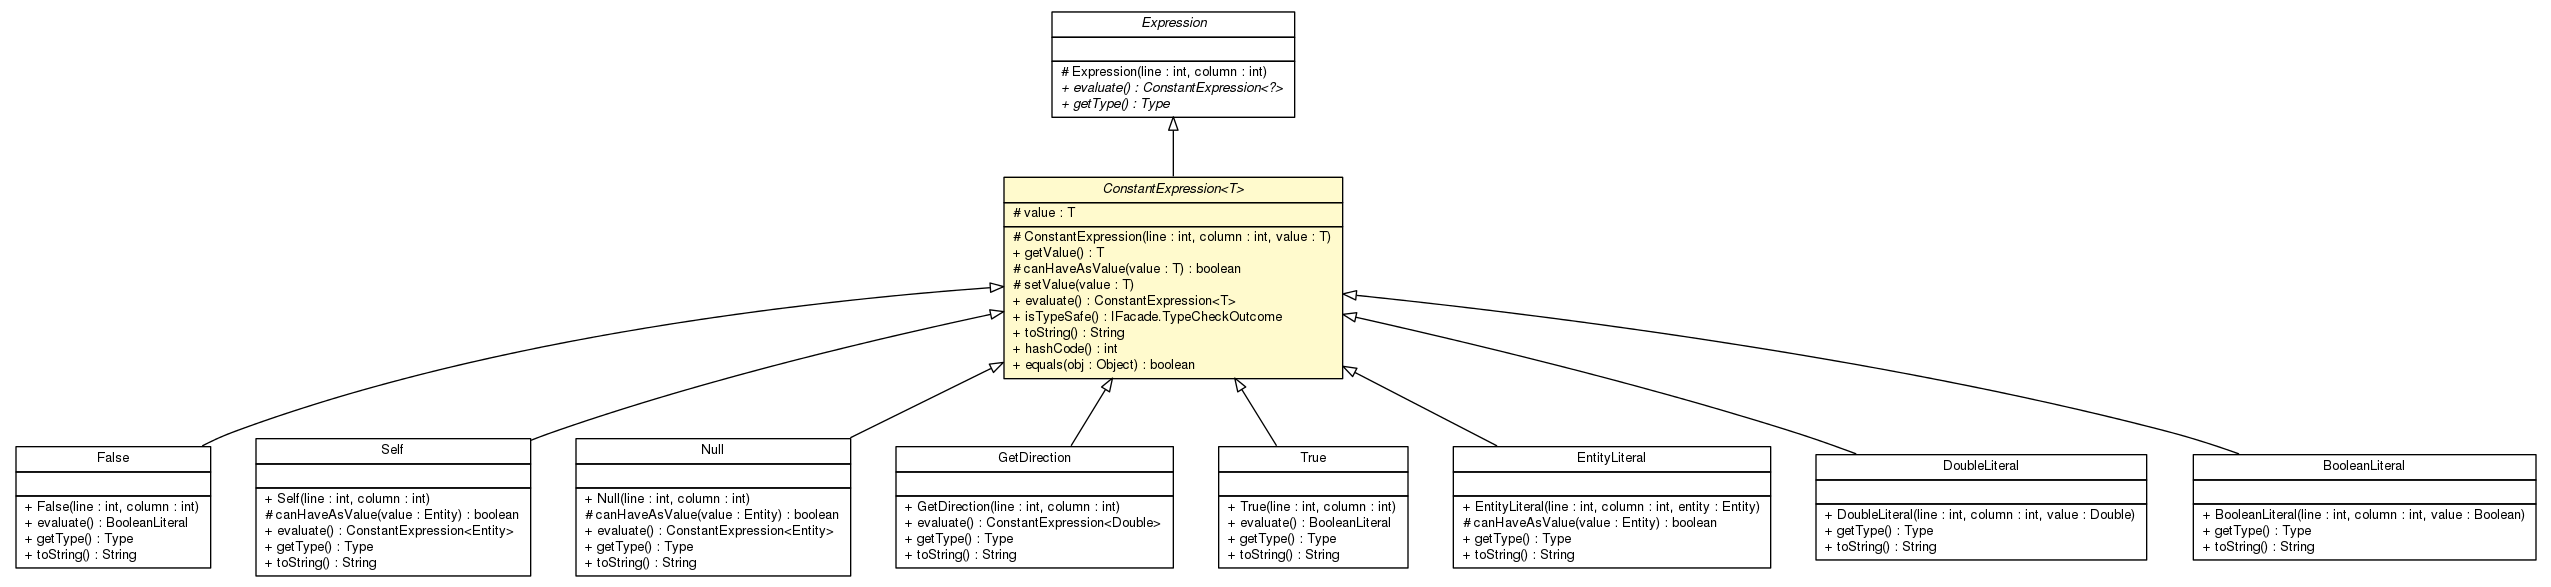 Expression
# Expression(line : int, column : int)
+ evaluate() : ConstantExpression<?>
+ getType() : Type
ConstantExpression<T>
# value : T
# ConstantExpression(line : int, column : int, value : T)
+ getValue() : T
# canHaveAsValue(value : T) : boolean
# setValue(value : T)
+ evaluate() : ConstantExpression<T>
+ isTypeSafe() : IFacade.TypeCheckOutcome
+ toString() : String
+ hashCode() : int
+ equals(obj : Object) : boolean
False
+ False(line : int, column : int)
+ evaluate() : BooleanLiteral
+ getType() : Type
+ toString() : String
Self
+ Self(line : int, column : int)
# canHaveAsValue(value : Entity) : boolean
+ evaluate() : ConstantExpression<Entity>
+ getType() : Type
+ toString() : String
Null
+ Null(line : int, column : int)
# canHaveAsValue(value : Entity) : boolean
+ evaluate() : ConstantExpression<Entity>
+ getType() : Type
+ toString() : String
GetDirection
+ GetDirection(line : int, column : int)
+ evaluate() : ConstantExpression<Double>
+ getType() : Type
+ toString() : String
True
+ True(line : int, column : int)
+ evaluate() : BooleanLiteral
+ getType() : Type
+ toString() : String
EntityLiteral
+ EntityLiteral(line : int, column : int, entity : Entity)
# canHaveAsValue(value : Entity) : boolean
+ getType() : Type
+ toString() : String
DoubleLiteral
+ DoubleLiteral(line : int, column : int, value : Double)
+ getType() : Type
+ toString() : String
BooleanLiteral
+ BooleanLiteral(line : int, column : int, value : Boolean)
+ getType() : Type
+ toString() : String